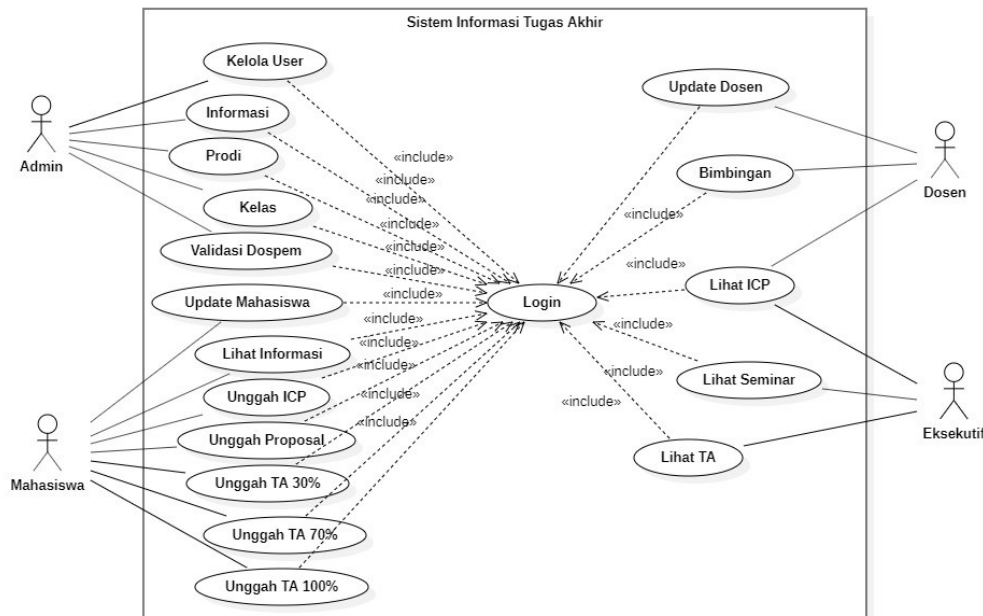 Sistem Informasi Tugas Akhir
Kelola User
Informasi
Prodi
Kelas
Validasi Dospem
Update Mahasiswa
Lihat Informasi
Unggah ICP
Unggah Proposal
Unggah TA 30%
Unggah TA 70%
Unggah TA 100%
Admin
Mahasiswa
«include»
«include»
«include»
«include»
«include»
«include»
«include»
«include»
«include»
«include»
«include»
Login
«include»
«include»
«include»
«include»
Update Dosen
Bimbingan
Lihat ICP
Lihat Seminar
Lihat TA
Dosen
Eksekutif